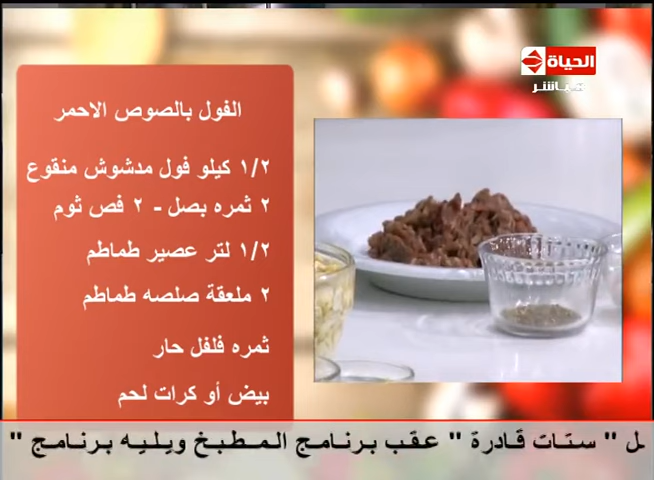 الحياة
مباشر
الفول بالصوص الاحمر
١/٢ كيلو فول مدشوش منقوع
٢ ثمره بصل - ٢ فص ثوم
١/٢ لتر عصير طماطم
٢ ملعقة صلصه طماطم
ثمره فلفل حار
بيض أو كرات لحم
ـل " ستات قادرة " عقب برنامج المطبخ ويليه برنامج "